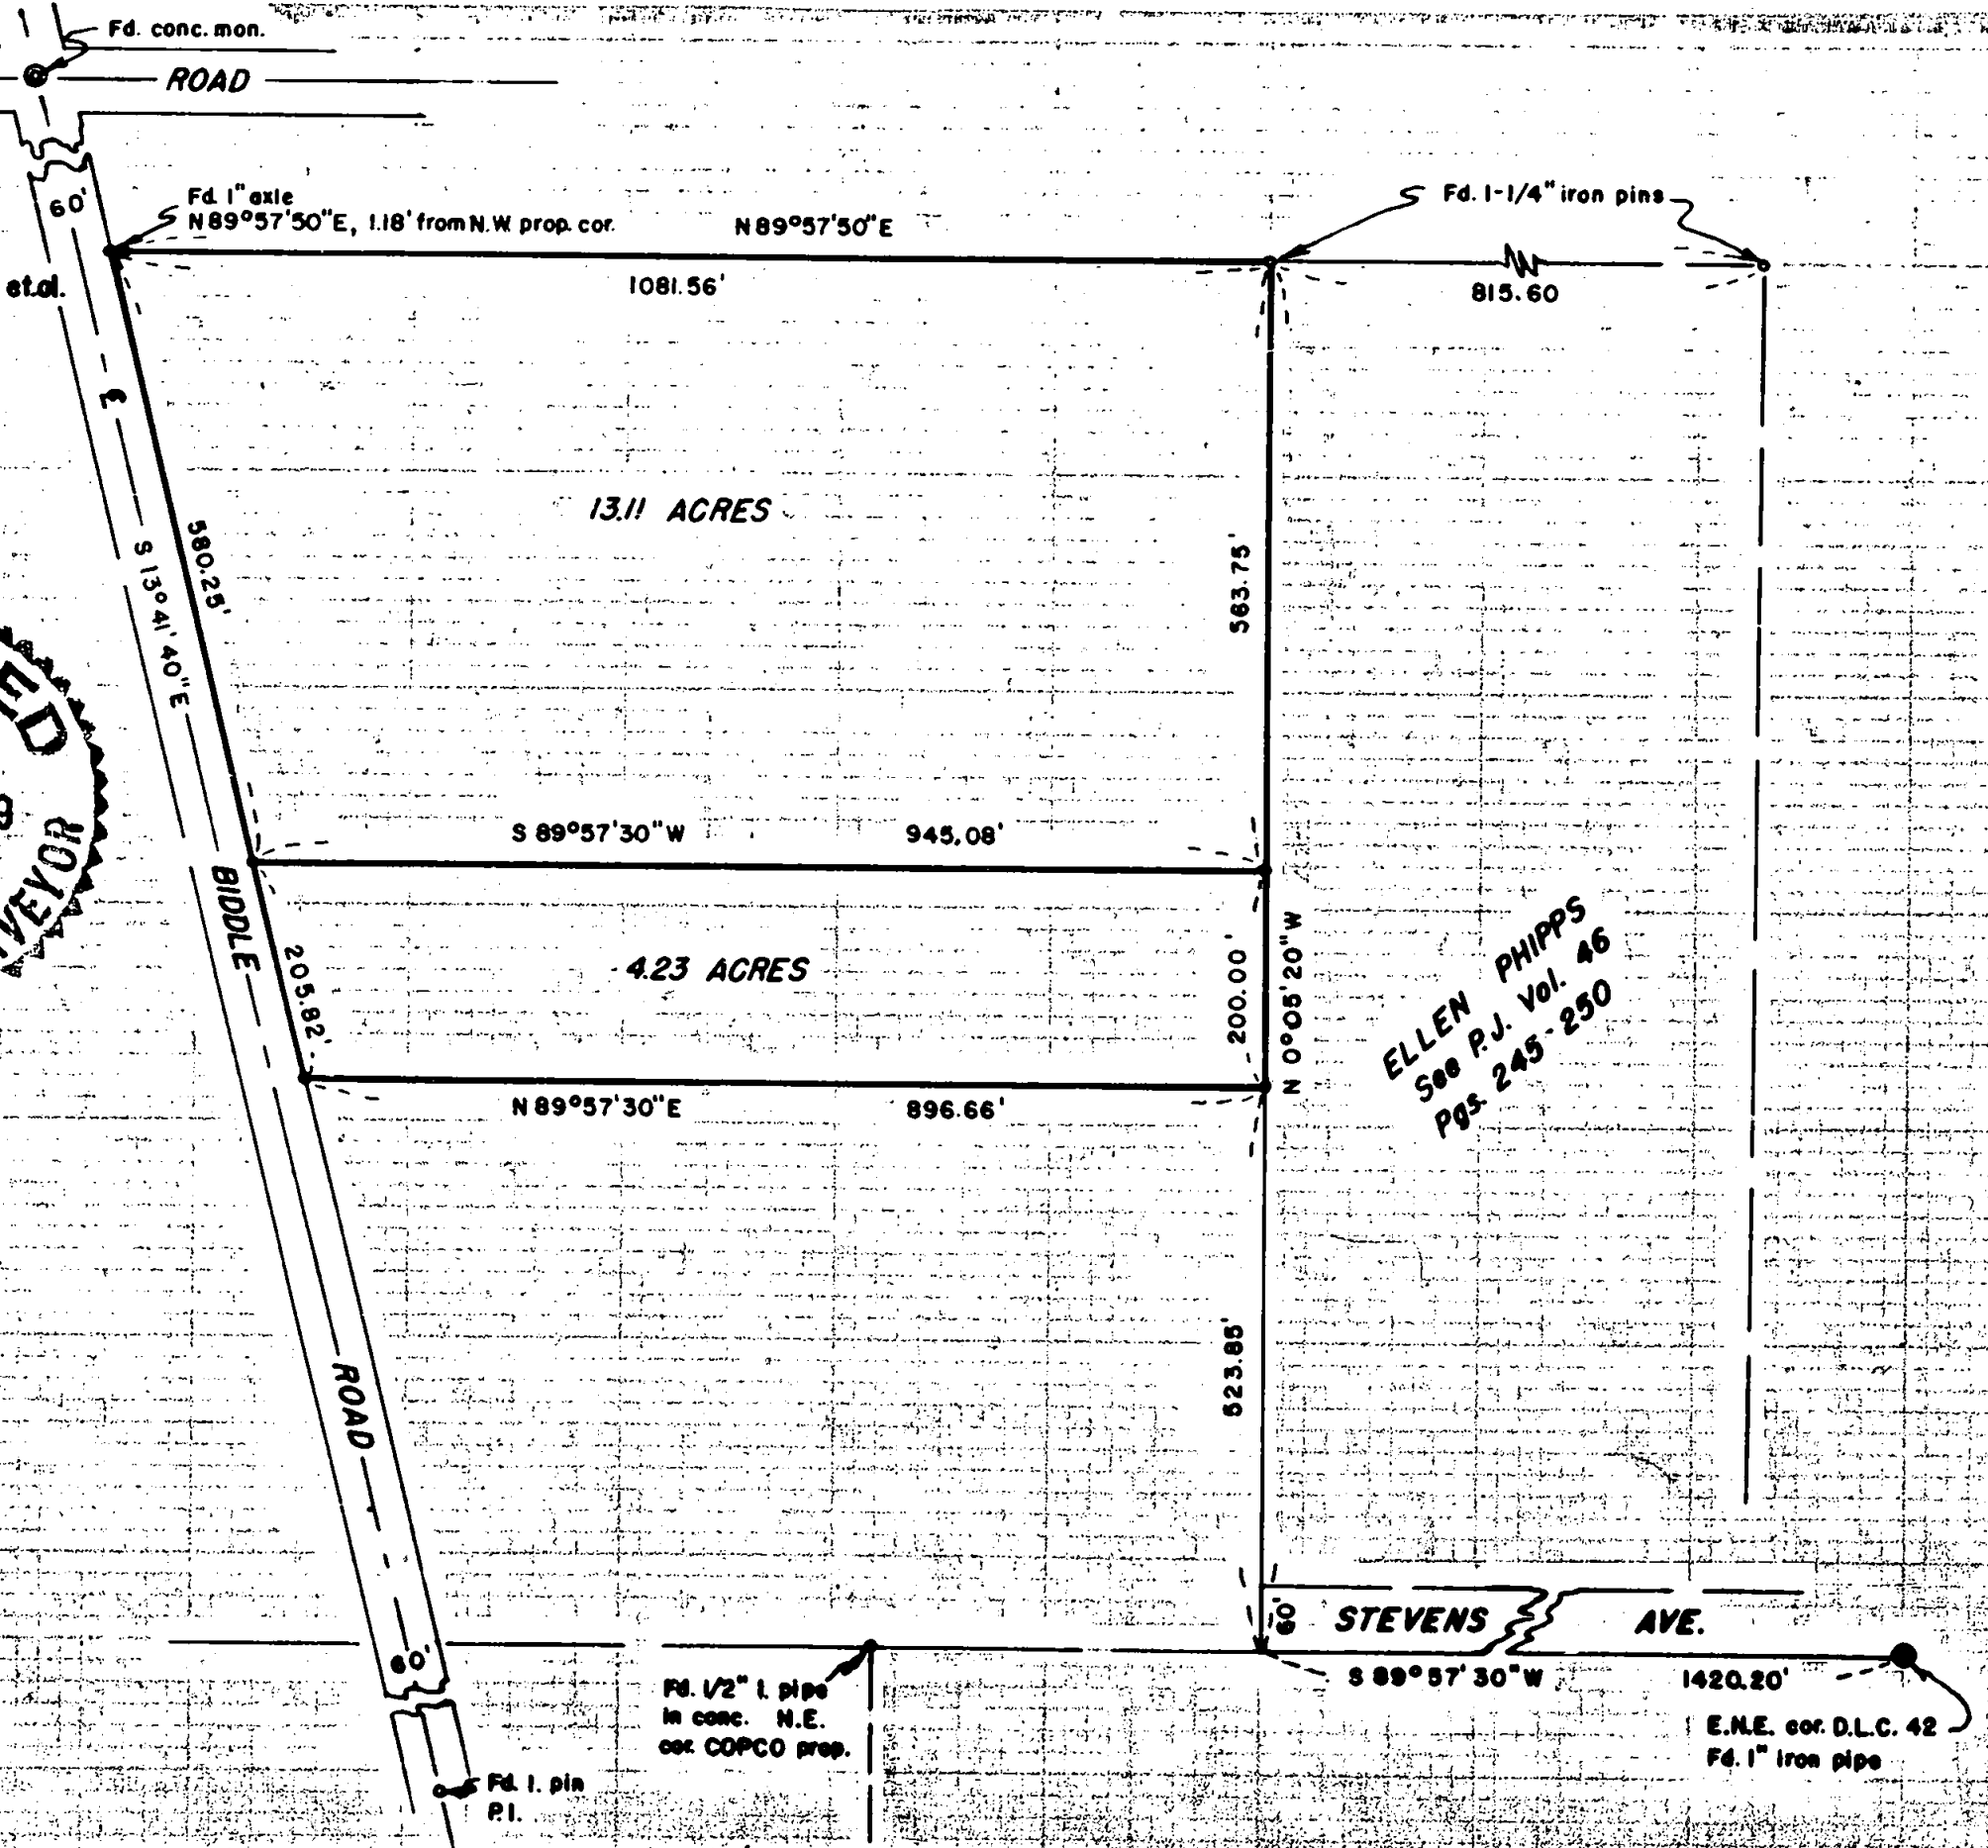 Fd. conc. mon.
ROAD
60'
Fd. 1" axle
N 89°57'50"E, 1.18' from N.W. prop. cor.
N 89°57'50"E
Fd. 1-1/4" iron pins
et.al.
1081.56'
815.60
℄
13.11 ACRES
580.25'
S 13°41'40"E
563.75'
VEYOR
S 89°57'30"W
945.08'
BIDDLE
205.82'
4.23 ACRES
200.00'
N 0°05'20"W
ELLEN PHIPPS
See P.J. Vol. 46
Pgs. 245-250
N 89°57'30"E
896.66'
523.85'
ROAD
60'
STEVENS AVE.
60'
S 89°57'30"W
1420.20'
Fd. 1/2" I. pipe
in conc. N.E.
cor. COPCO prop.
E.N.E. cor. D.L.C. 42
Fd. 1" iron pipe
Fd. I. pin
P.I.